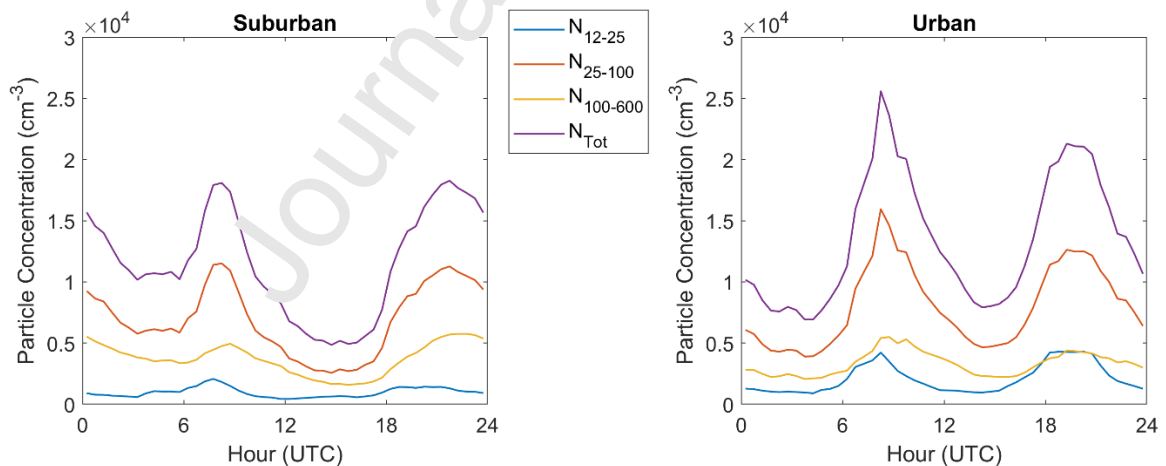 Suburban
×10⁴
3
2.5
2
1.5
1
0.5
0
0 6 12 18 24
Hour (UTC)
Particle Concentration (cm⁻³)
N₁₂₋₂₅
N₂₅₋₁₀₀
N₁₀₀₋₆₀₀
N_Tot
Journa
Urban
×10⁴
3
2.5
2
1.5
1
0.5
0
0 6 12 18 24
Hour (UTC)
Particle Concentration (cm⁻³)